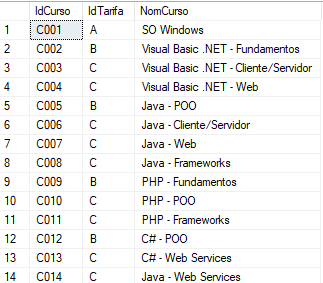 IdCurso IdTarifa NomCurso
1 C001 A SO Windows
2 C002 B Visual Basic .NET - Fundamentos
3 C003 C Visual Basic .NET - Cliente/Servidor
4 C004 C Visual Basic .NET - Web
5 C005 B Java - POO
6 C006 C Java - Cliente/Servidor
7 C007 C Java - Web
8 C008 C Java - Frameworks
9 C009 B PHP - Fundamentos
10 C010 C PHP - POO
11 C011 C PHP - Frameworks
12 C012 B C# - POO
13 C013 C C# - Web Services
14 C014 C Java - Web Services